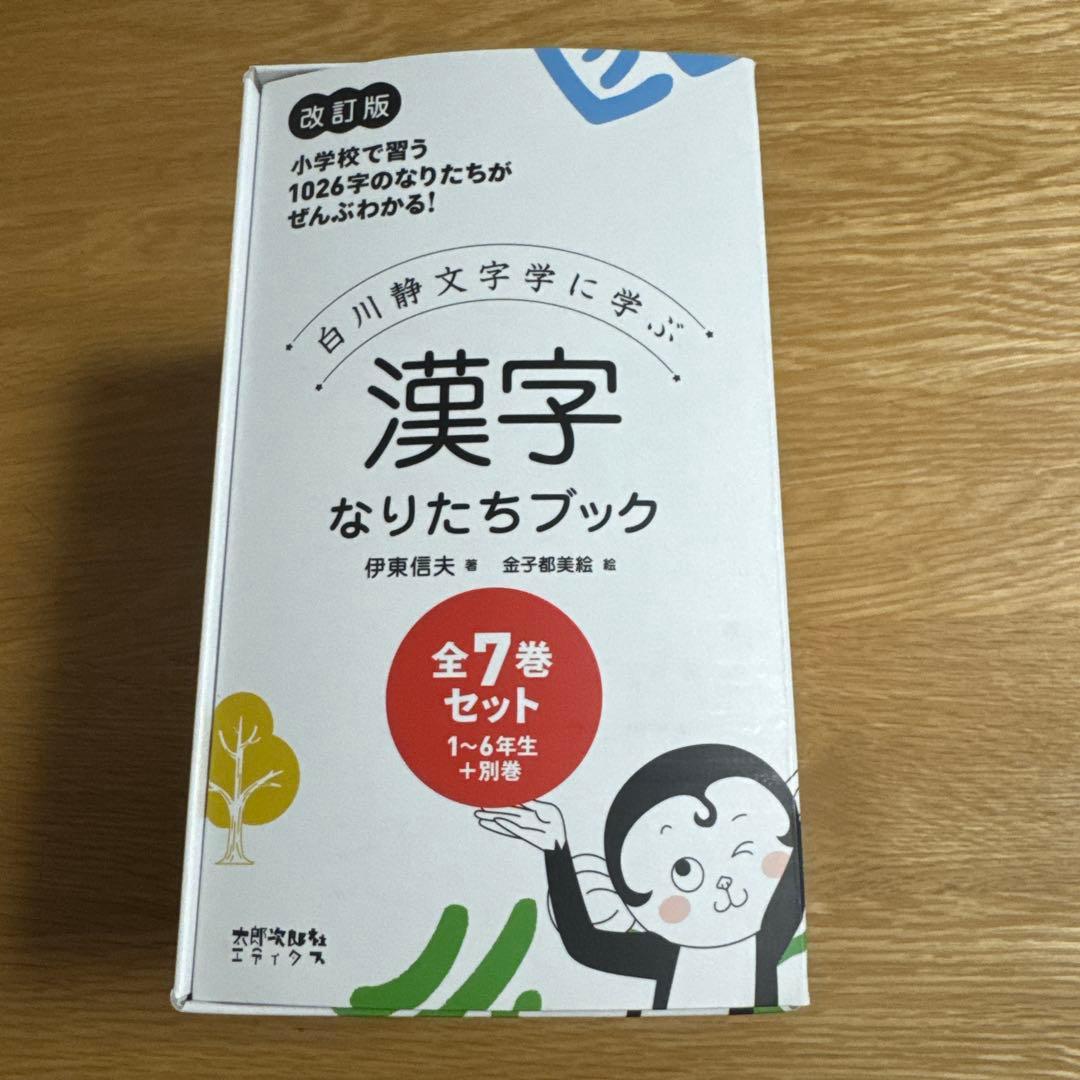 改訂版
小学校で習う
1026字のなりたちが
ぜんぶわかる!
白川静文字学に学ぶ
漢字
なりたちブック
伊東信夫 著 金子都美絵 絵
全7巻
セット
1〜6年生
+別巻
太郎次郎社
エディタス